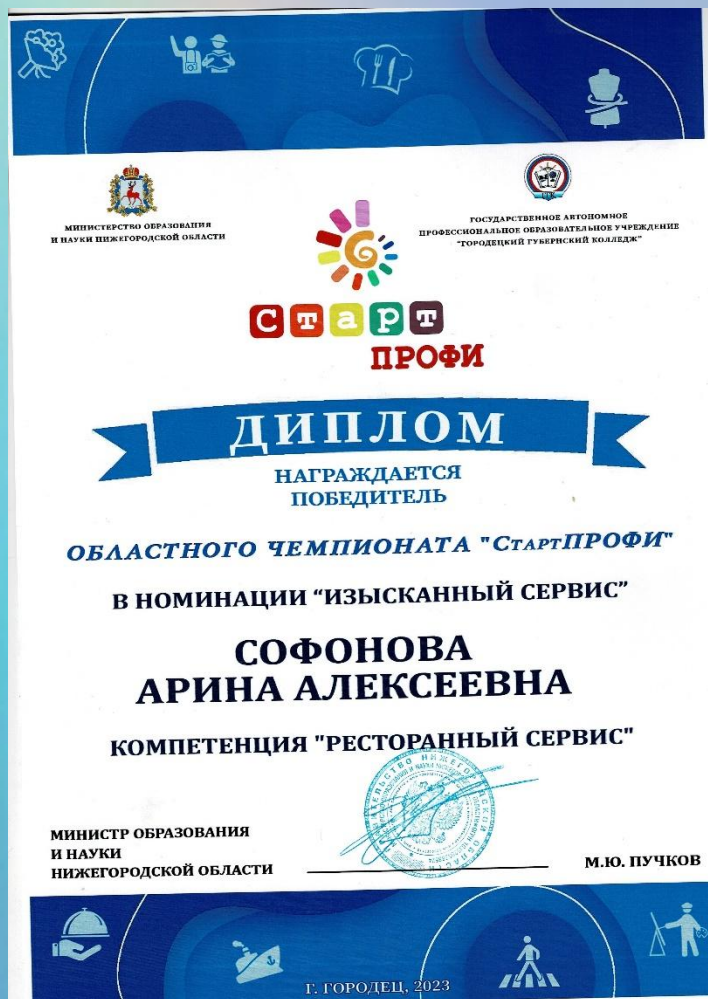 МИНИСТЕРСТВО ОБРАЗОВАНИЯ
И НАУКИ НИЖЕГОРОДСКОЙ ОБЛАСТИ
ГОСУДАРСТВЕННОЕ АВТОНОМНОЕ
ПРОФЕССИОНАЛЬНОЕ ОБРАЗОВАТЕЛЬНОЕ УЧРЕЖДЕНИЕ
"ГОРОДЕЦКИЙ ГУБЕРНСКИЙ КОЛЛЕДЖ"
Старт
ПРОФИ
ДИПЛОМ
НАГРАЖДАЕТСЯ
ПОБЕДИТЕЛЬ
ОБЛАСТНОГО ЧЕМПИОНАТА "СтартПРОФИ"
В НОМИНАЦИИ “ИЗЫСКАННЫЙ СЕРВИС”
СОФОНОВА
АРИНА АЛЕКСЕЕВНА
КОМПЕТЕНЦИЯ "РЕСТОРАННЫЙ СЕРВИС"
МИНИСТР ОБРАЗОВАНИЯ
И НАУКИ
НИЖЕГОРОДСКОЙ ОБЛАСТИ
М.Ю. ПУЧКОВ
Г. ГОРОДЕЦ, 2023